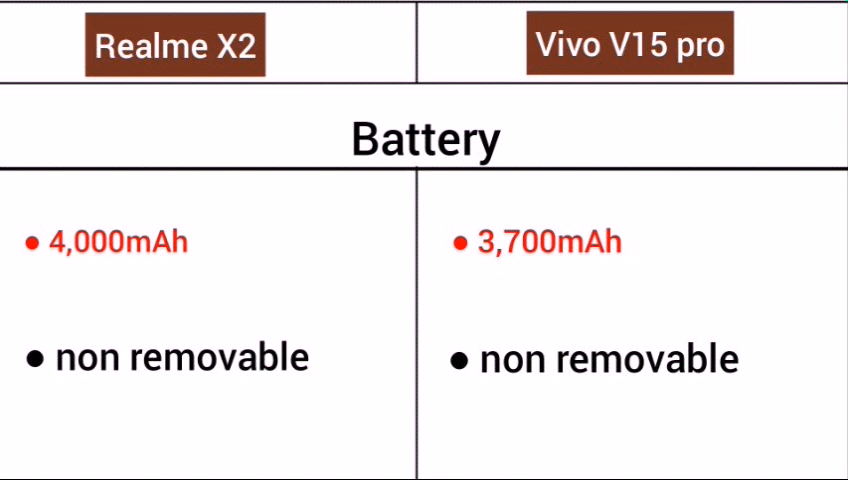 Realme X2
Vivo V15 pro
Battery
● 4,000mAh
● 3,700mAh
● non removable
● non removable